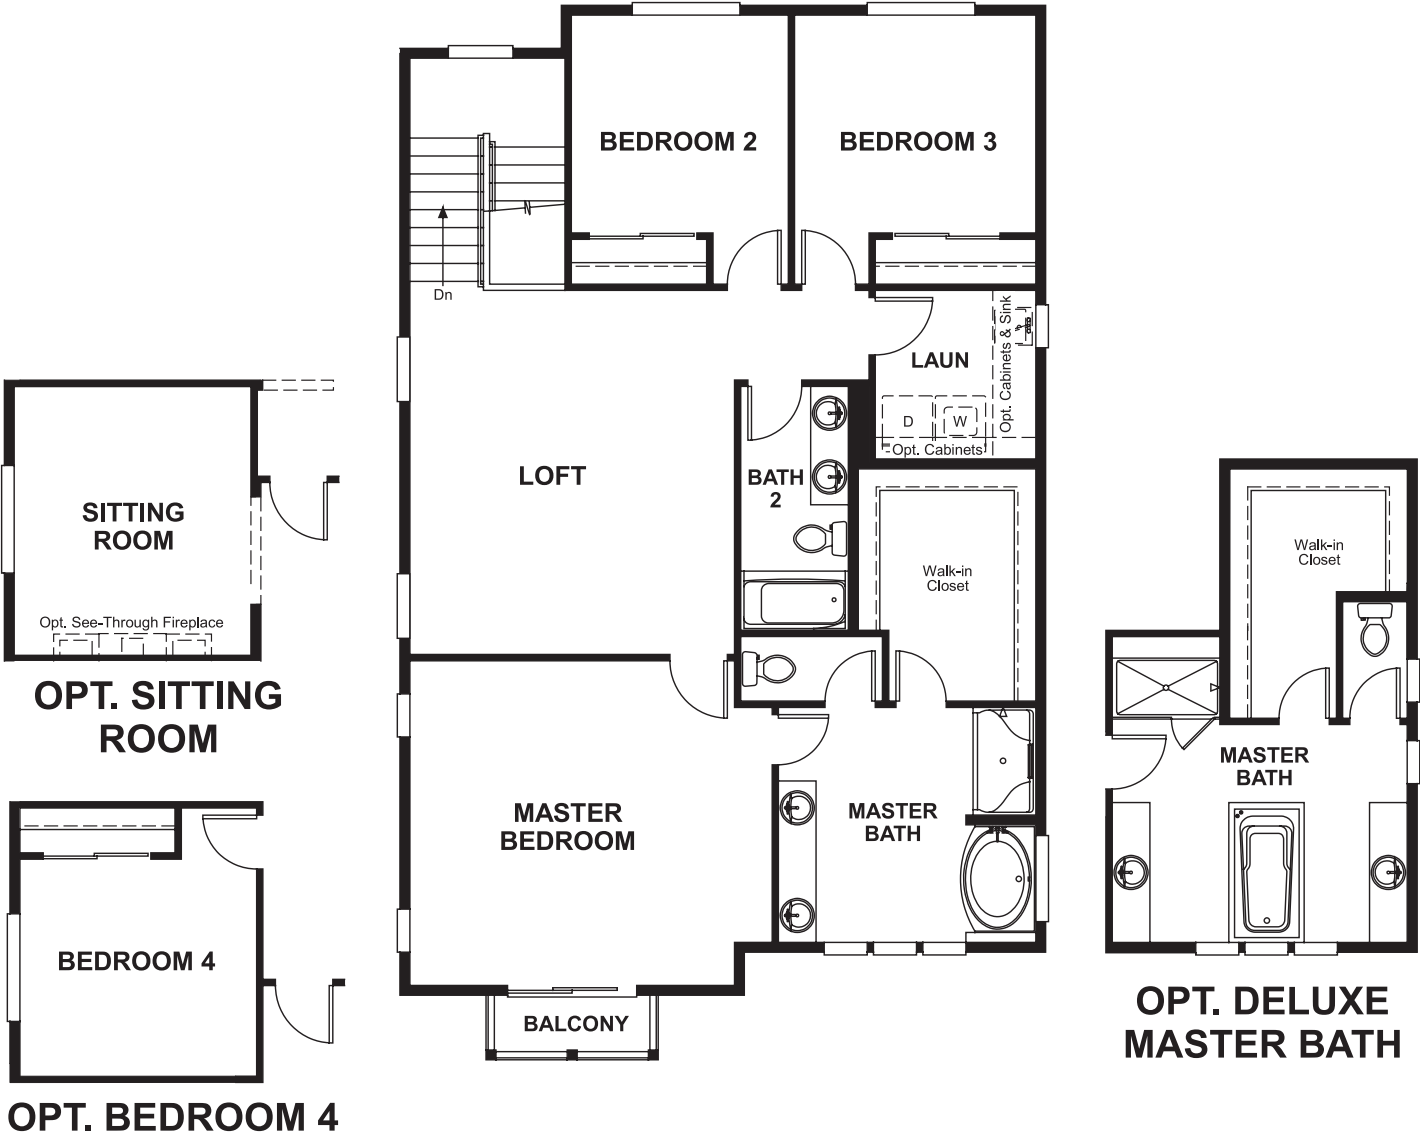 BEDROOM 2
BEDROOM 3
Dn
LAUN
Opt. Cabinets & Sink
D
W
Opt. Cabinets
LOFT
BATH
2
Walk-in
Closet
MASTER
BEDROOM
MASTER
BATH
BALCONY
SITTING
ROOM
Opt. See-Through Fireplace
OPT. SITTING
ROOM
BEDROOM 4
OPT. BEDROOM 4
Walk-in
Closet
MASTER
BATH
OPT. DELUXE
MASTER BATH